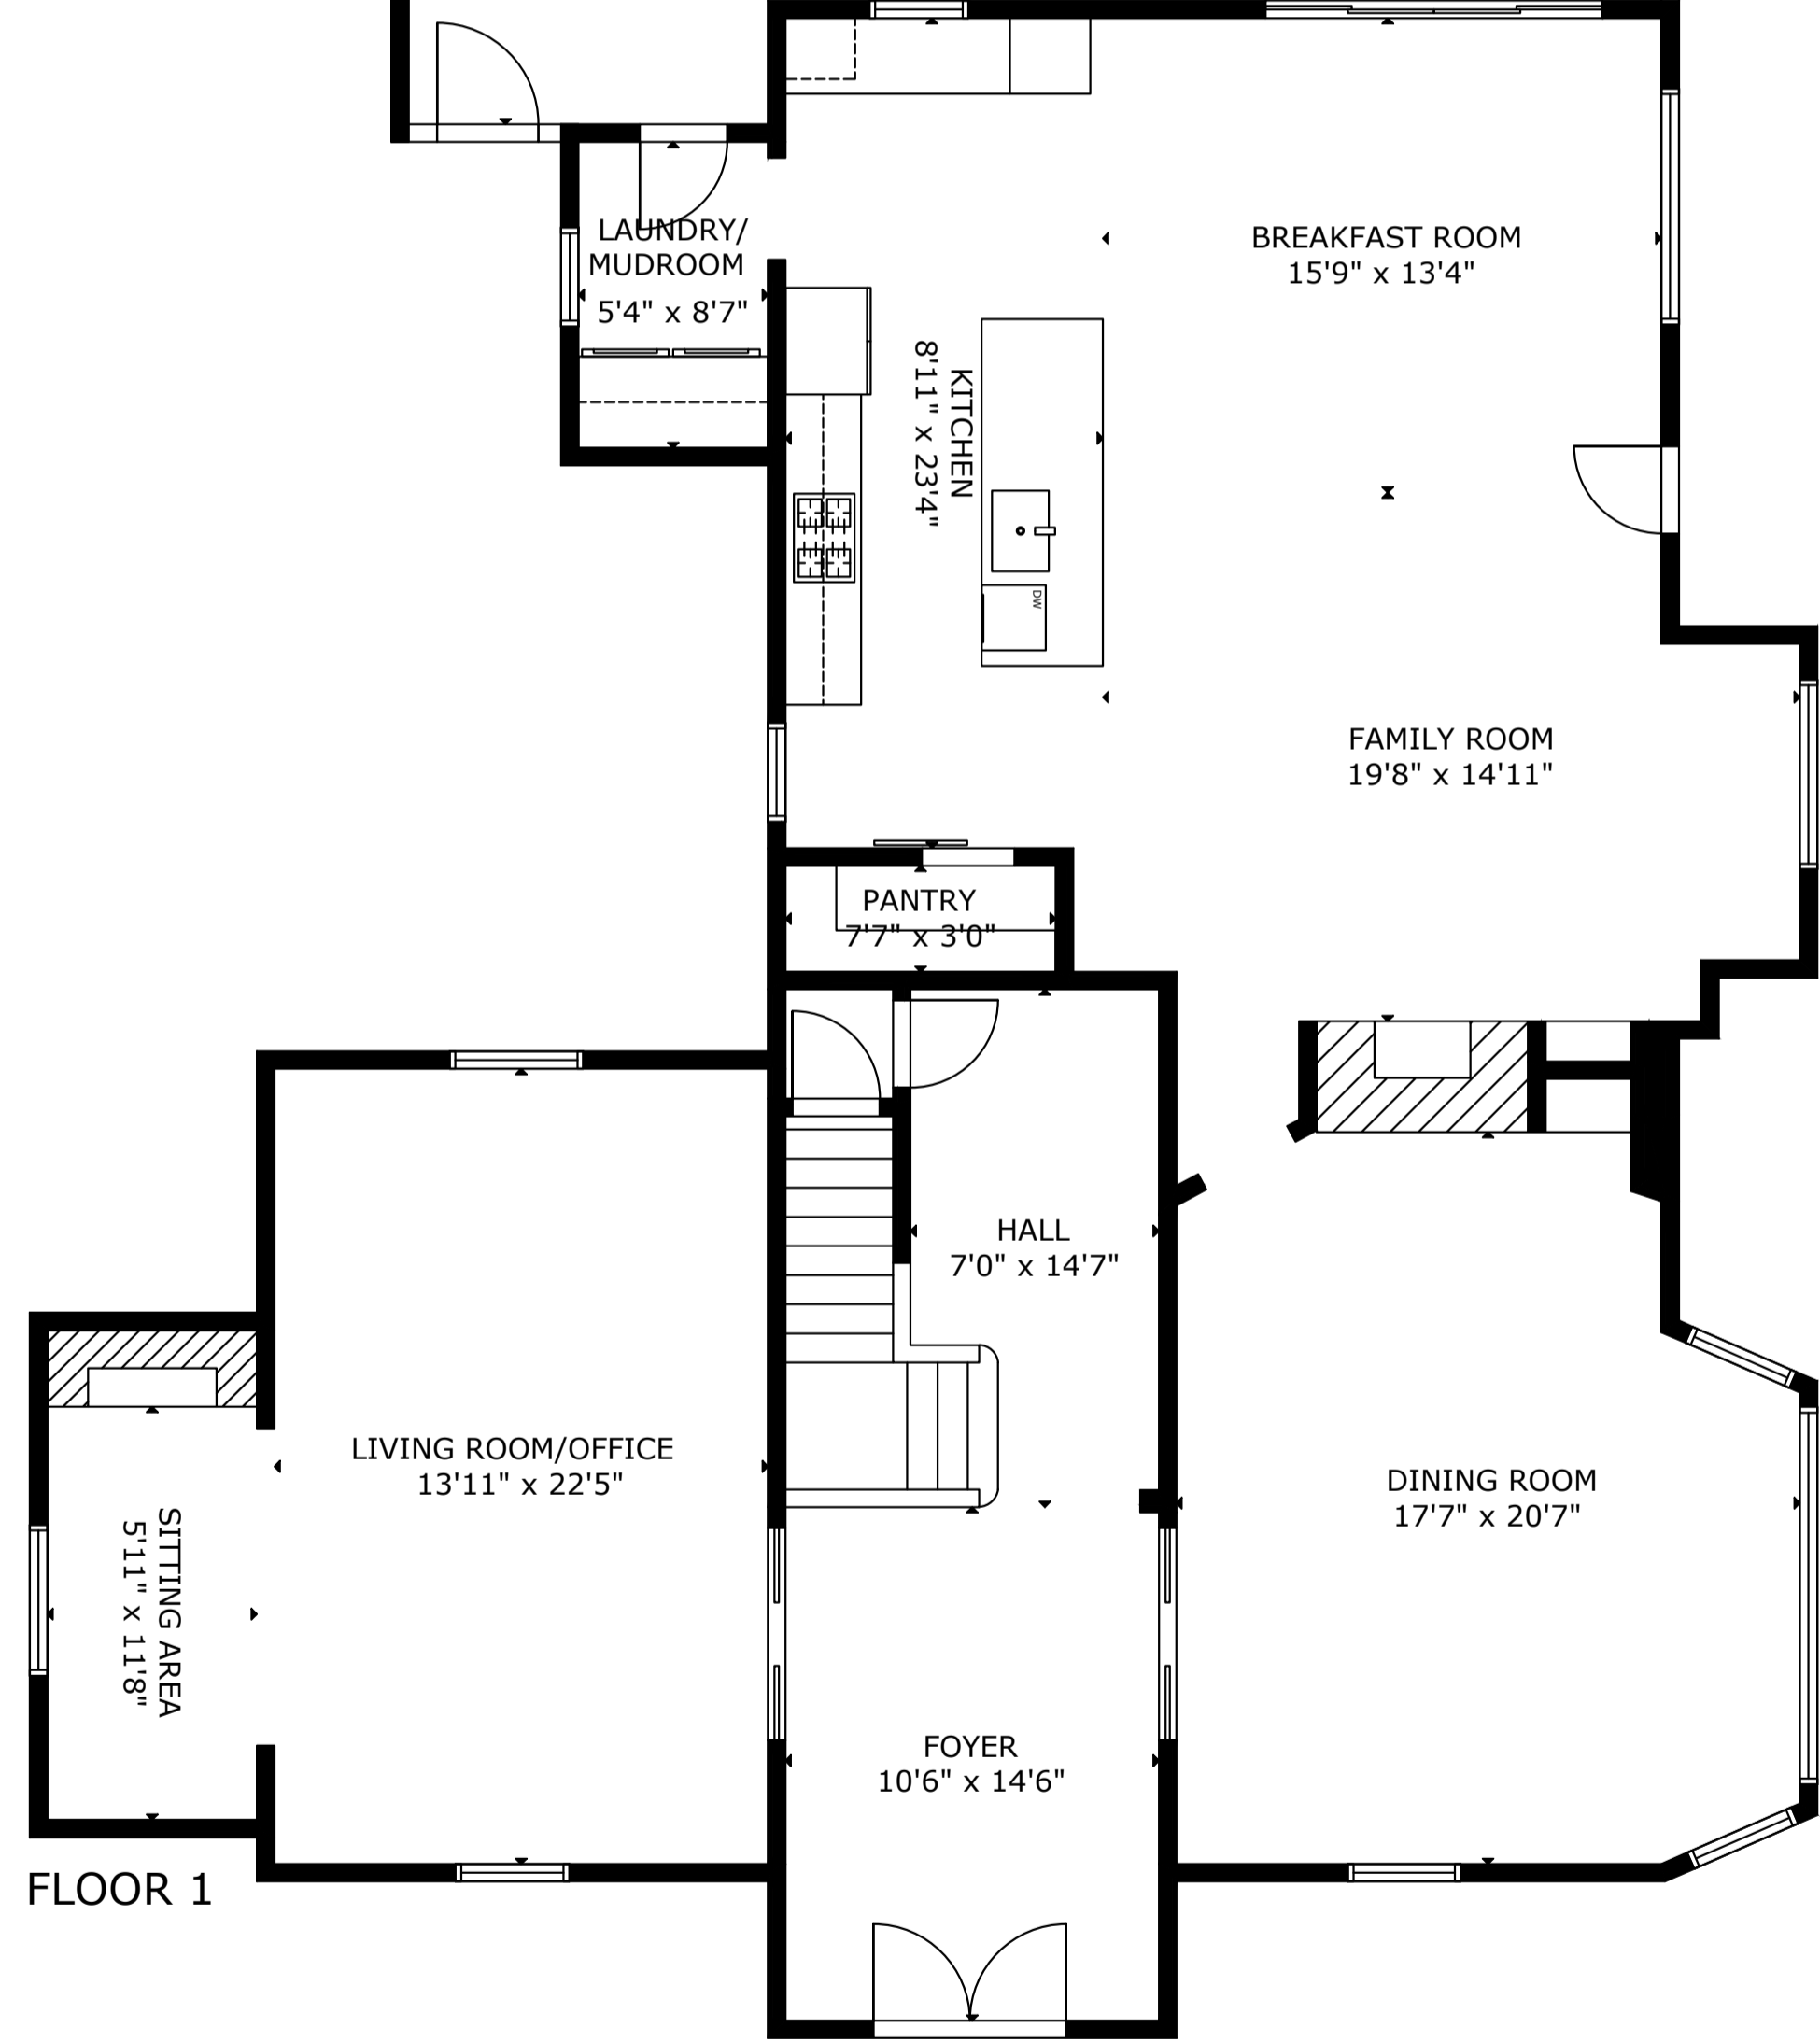 LAUNDRY/
MUDROOM
5'4" x 8'7"
BREAKFAST ROOM
15'9" x 13'4"
KITCHEN
8'11" x 23'4"
DW
FAMILY ROOM
19'8" x 14'11"
PANTRY
7'7" x 3'0"
HALL
7'0" x 14'7"
LIVING ROOM/OFFICE
13'11" x 22'5"
DINING ROOM
17'7" x 20'7"
SITTING AREA
5'11" x 11'8"
FOYER
10'6" x 14'6"
FLOOR 1